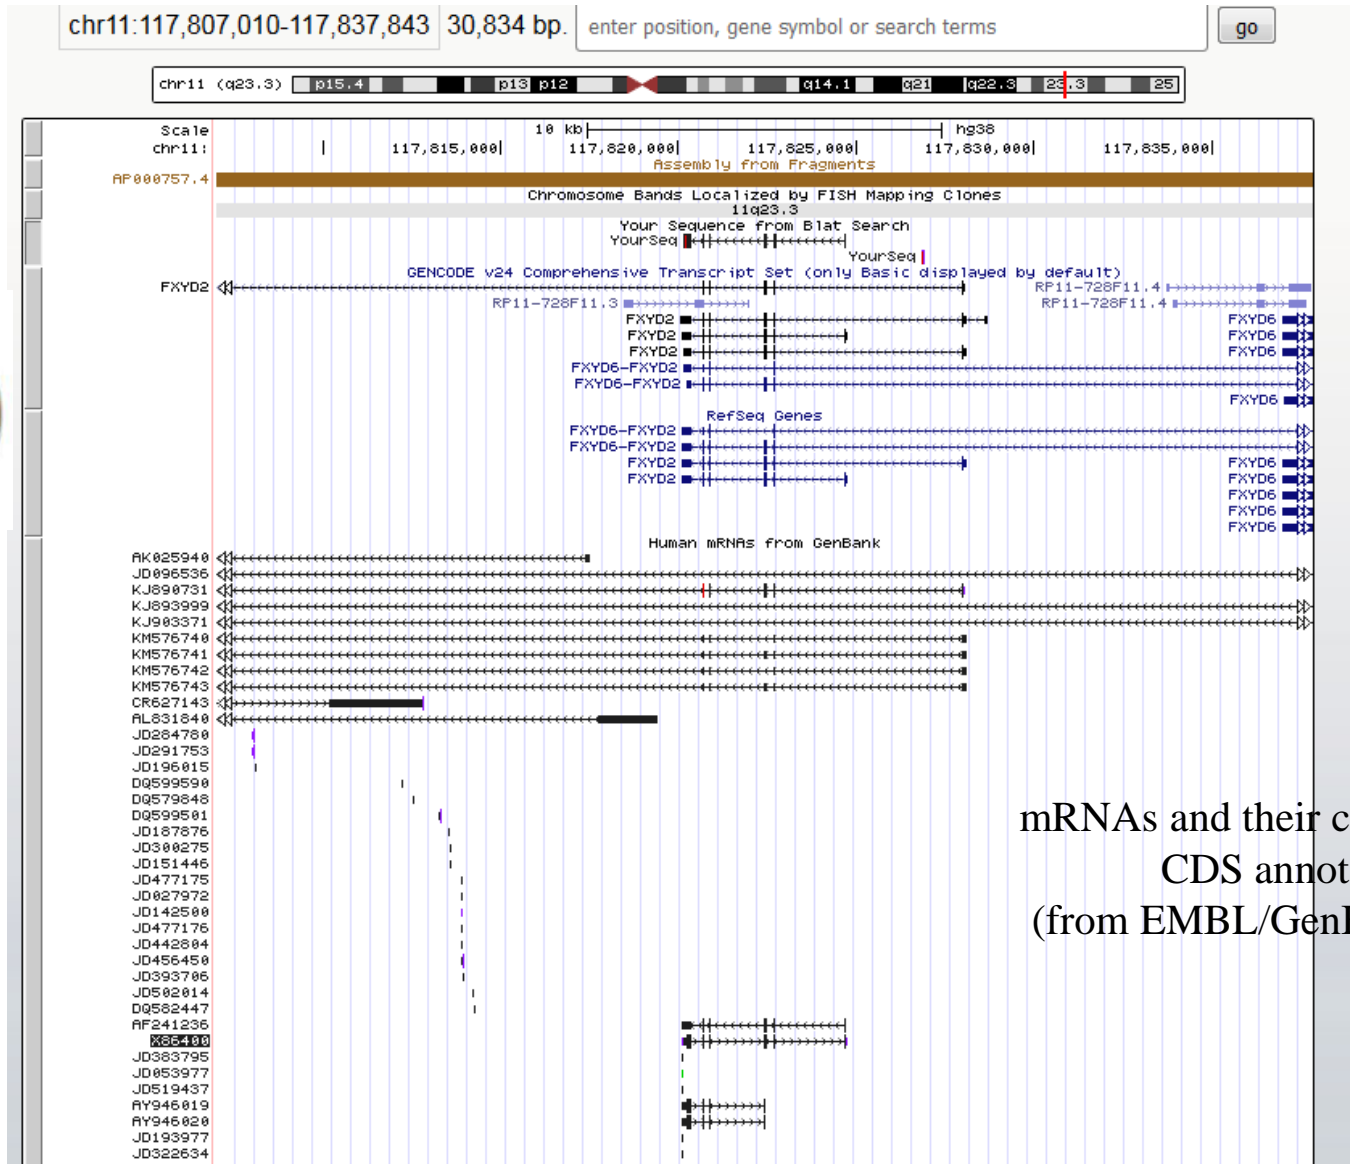 chr11:117,807,010-117,837,843 30,834 bp. enter position, gene symbol or search terms go
chr11 (q23.3) p15.4 p13 p12 q14.1 q21 q22.3 23.3 25
Scale 10 kb hg38
chr11: 117,815,000 117,820,000 117,825,000 117,830,000 117,835,000
Assembly from Fragments
AP000757.4
Chromosome Bands Localized by FISH Mapping Clones
11q23.3
Your Sequence from Blat Search
YourSeq
YourSeq
GENCODE v24 Comprehensive Transcript Set (only Basic displayed by default)
FXYD2 RP11-728F11.4
RP11-728F11.3 RP11-728F11.4
FXYD2 FXYD6
FXYD2 FXYD6
FXYD2 FXYD6
FXYD6-FXYD2
FXYD6-FXYD2
FXYD6
RefSeq Genes
FXYD6-FXYD2
FXYD6-FXYD2
FXYD2 FXYD6
FXYD2 FXYD6
FXYD6
FXYD6
FXYD6
Human mRNAs from GenBank
AK025940
JD096536
KJ890731
KJ893999
KJ903371
KM576740
KM576741
KM576742
KM576743
CR627143
AL831840
JD284780
JD291753
JD196015
DQ599590
DQ579848
DQ599501
JD187876
JD300275
JD151446
JD477175
JD027972
JD142500
JD477176
JD442804
JD456450
JD393706
JD502014
DQ582447
AF241236
X86400
JD383795
JD053977
JD519437
AY946019
AY946020
JD193977
JD322634
mRNAs and their c
CDS annot
(from EMBL/GenB